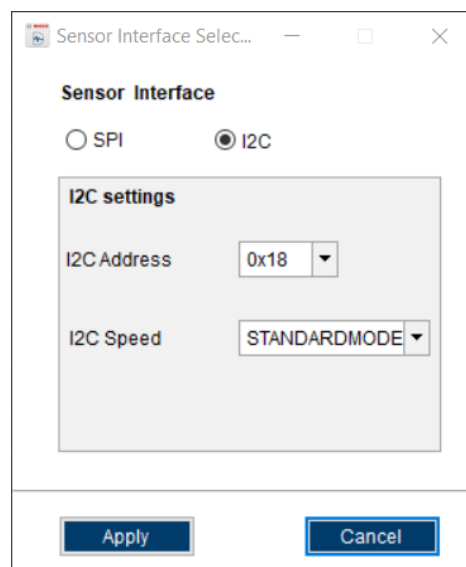 Sensor Interface Selec...
Sensor Interface
SPI
I2C
I2C settings
I2C Address
0x18
I2C Speed
STANDARDMODE
Apply
Cancel